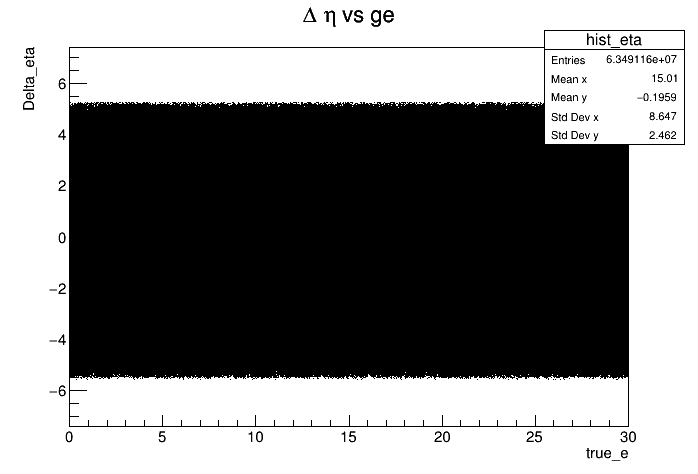 Δ η vs ge
hist_eta
Entries 6.349116e+07
Mean x 15.01
Mean y −0.1959
Std Dev x 8.647
Std Dev y 2.462
Delta_eta
6
4
2
0
−2
−4
−6
0 5 10 15 20 25 30
true_e